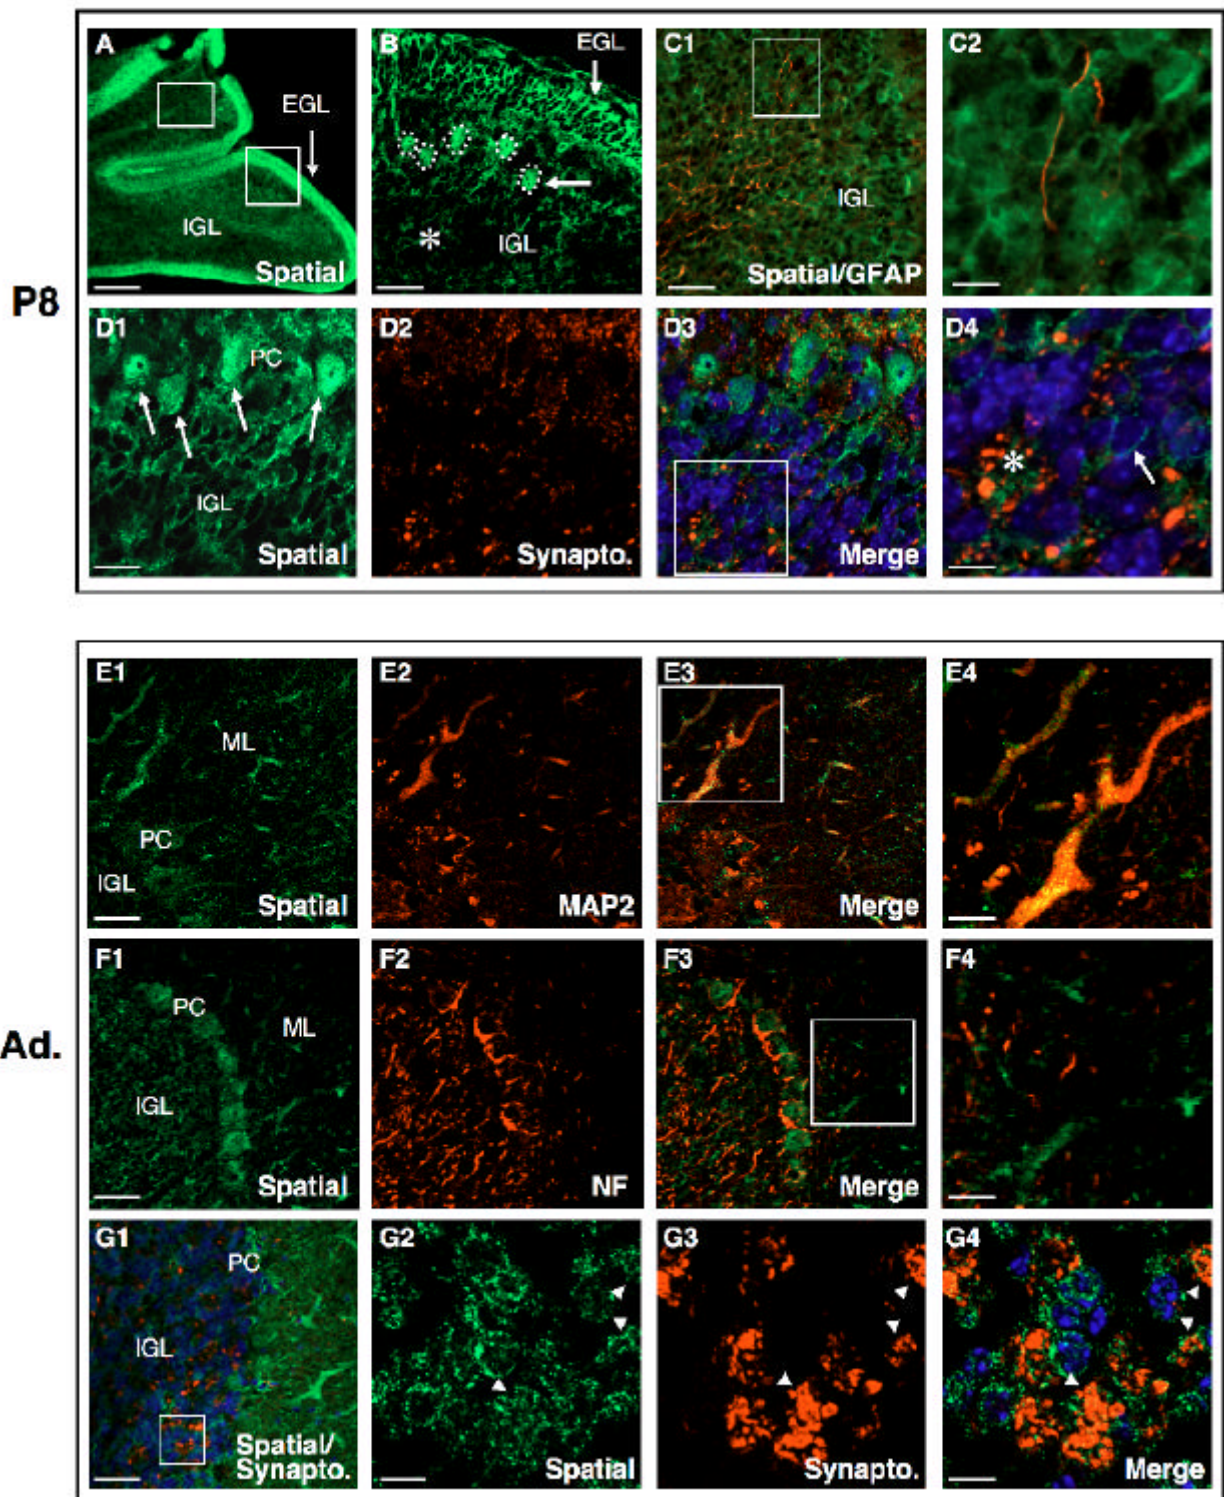 P8
A
EGL
IGL
Spatial
B
EGL
*
IGL
C1
IGL
Spatial/GFAP
C2
D1
PC
IGL
Spatial
D2
Synapto.
D3
Merge
D4
*
Ad.
E1
ML
PC
IGL
Spatial
E2
MAP2
E3
Merge
E4
F1
PC
ML
IGL
Spatial
F2
NF
F3
Merge
F4
G1
PC
IGL
Spatial/
Synapto.
G2
Spatial
G3
Synapto.
G4
Merge